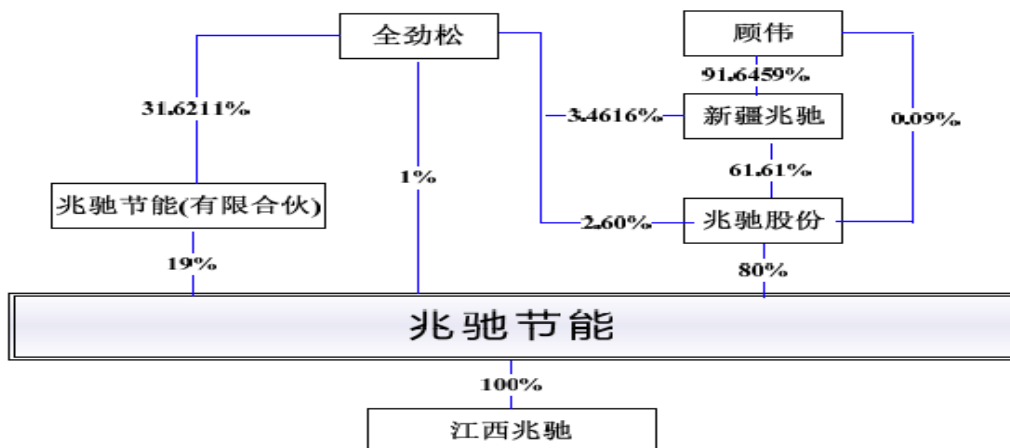 全劲松
顾伟
91.6459%
31.6211%
3.4616%
新疆兆驰
0.09%
1%
61.61%
兆驰节能(有限合伙)
2.60%
兆驰股份
19%
80%
兆驰节能
100%
江西兆驰